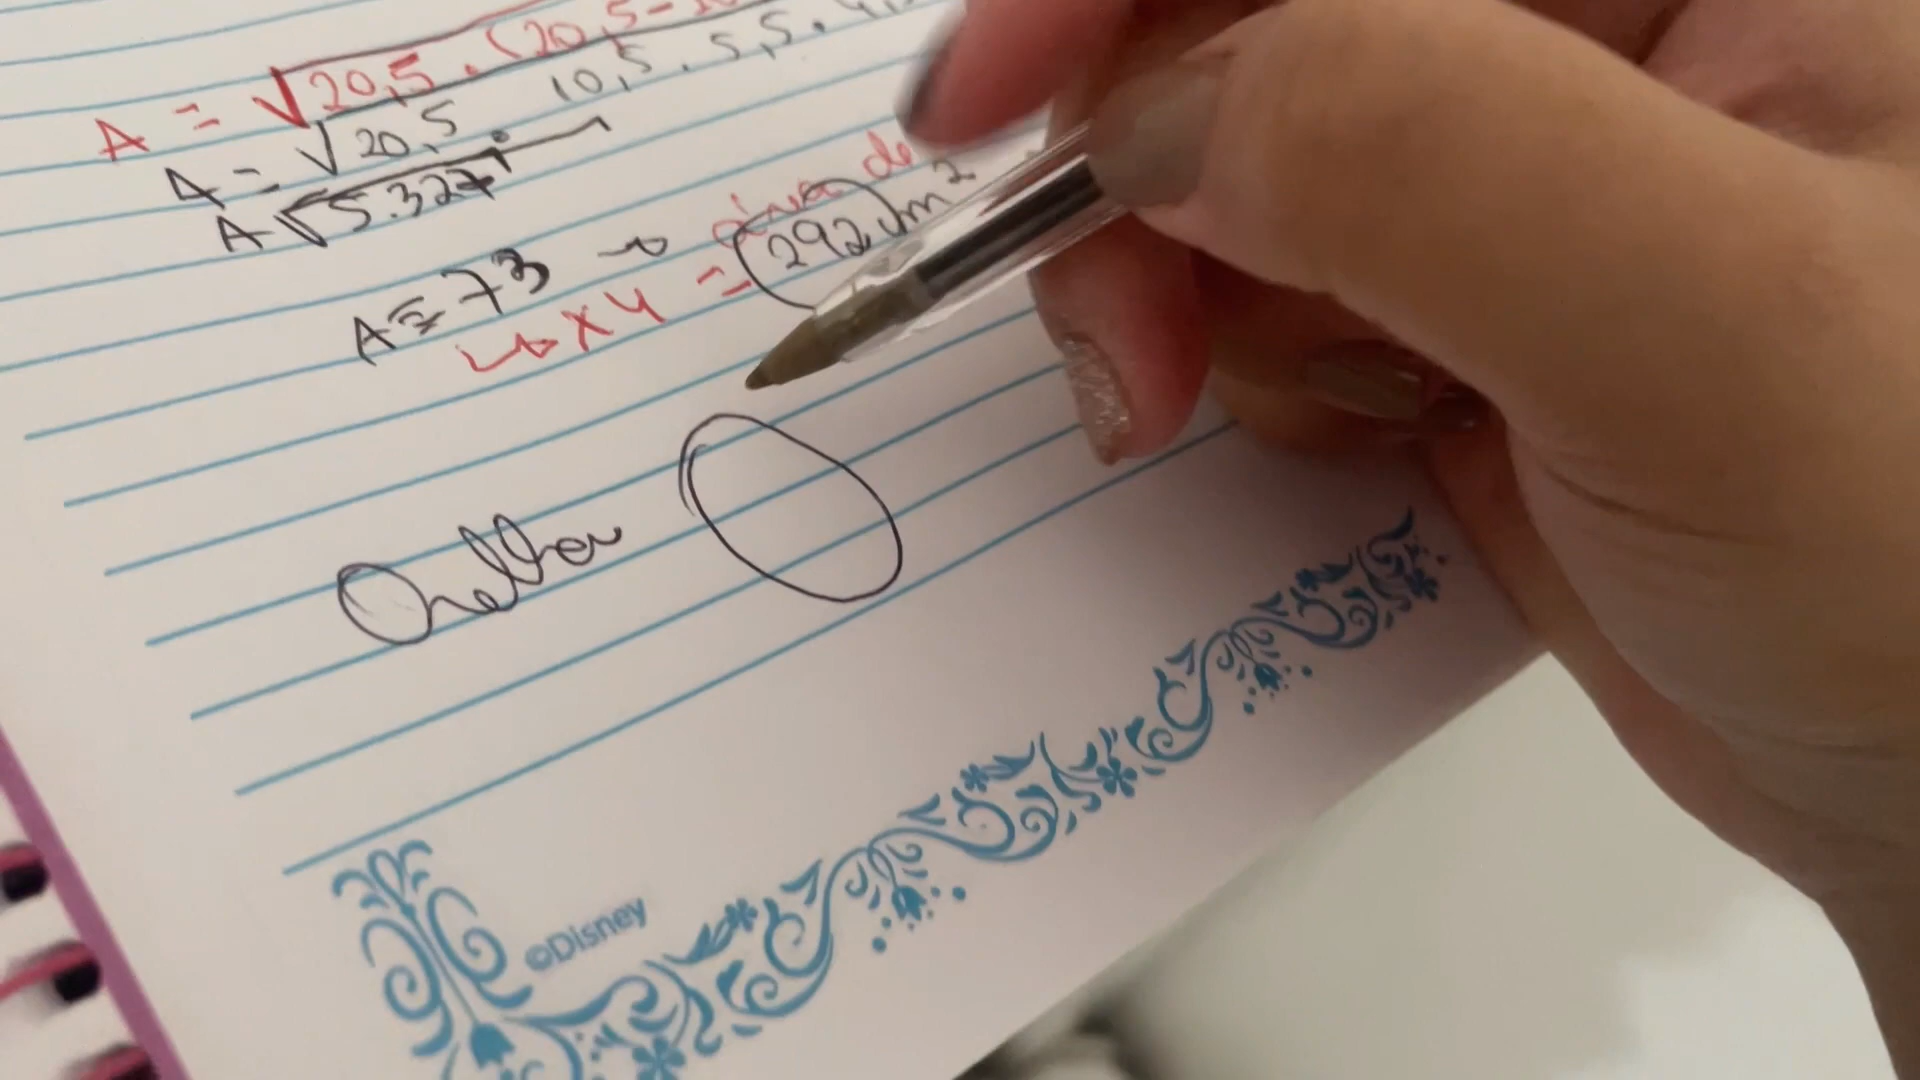 A = √20,5 . (20,5 -
A = √20,5 . 10,5 . 5,5 .
A √5.327
A ≅ 73 → área de
↳ x 4 = 292 cm²
Orelha
©Disney